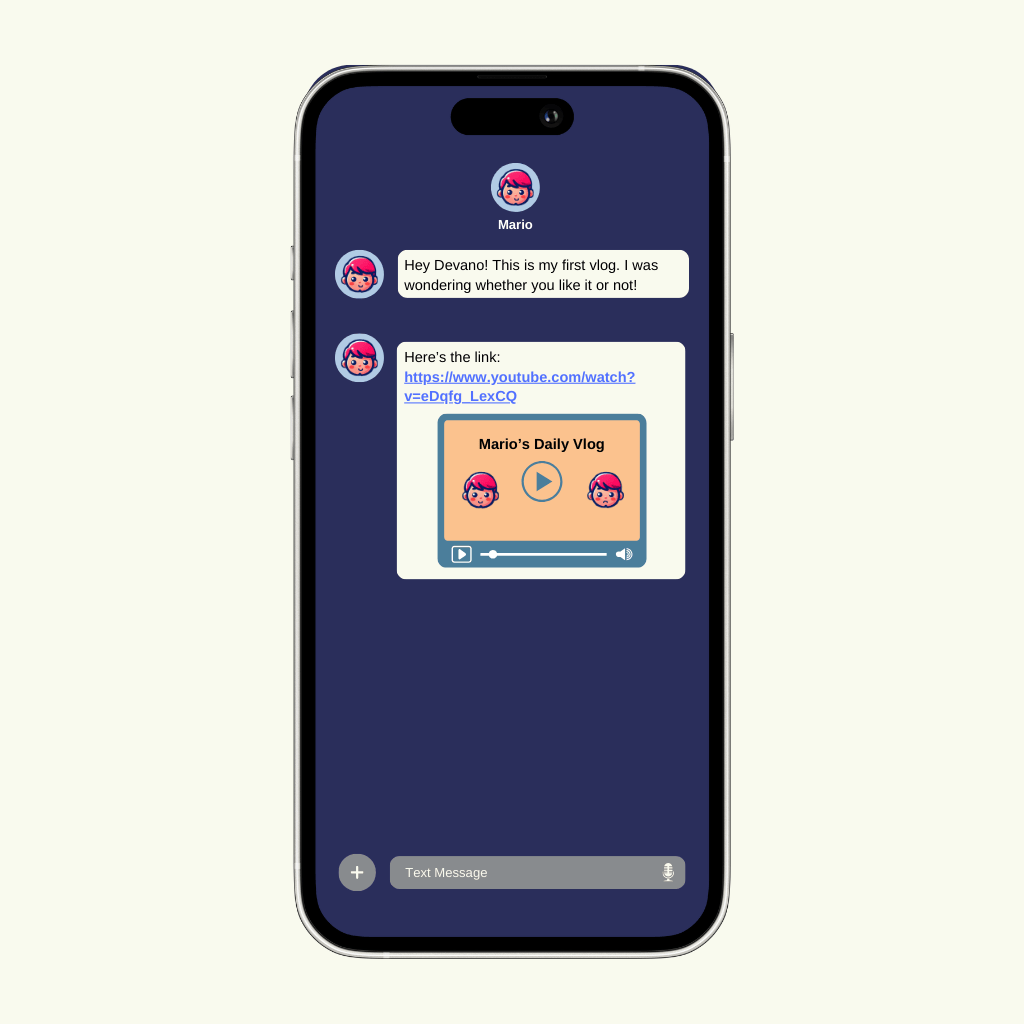 Mario
Hey Devano! This is my first vlog. I was
wondering whether you like it or not!
Here’s the link:
https://www.youtube.com/watch?
v=eDqfg_LexCQ
Mario’s Daily Vlog
Text Message